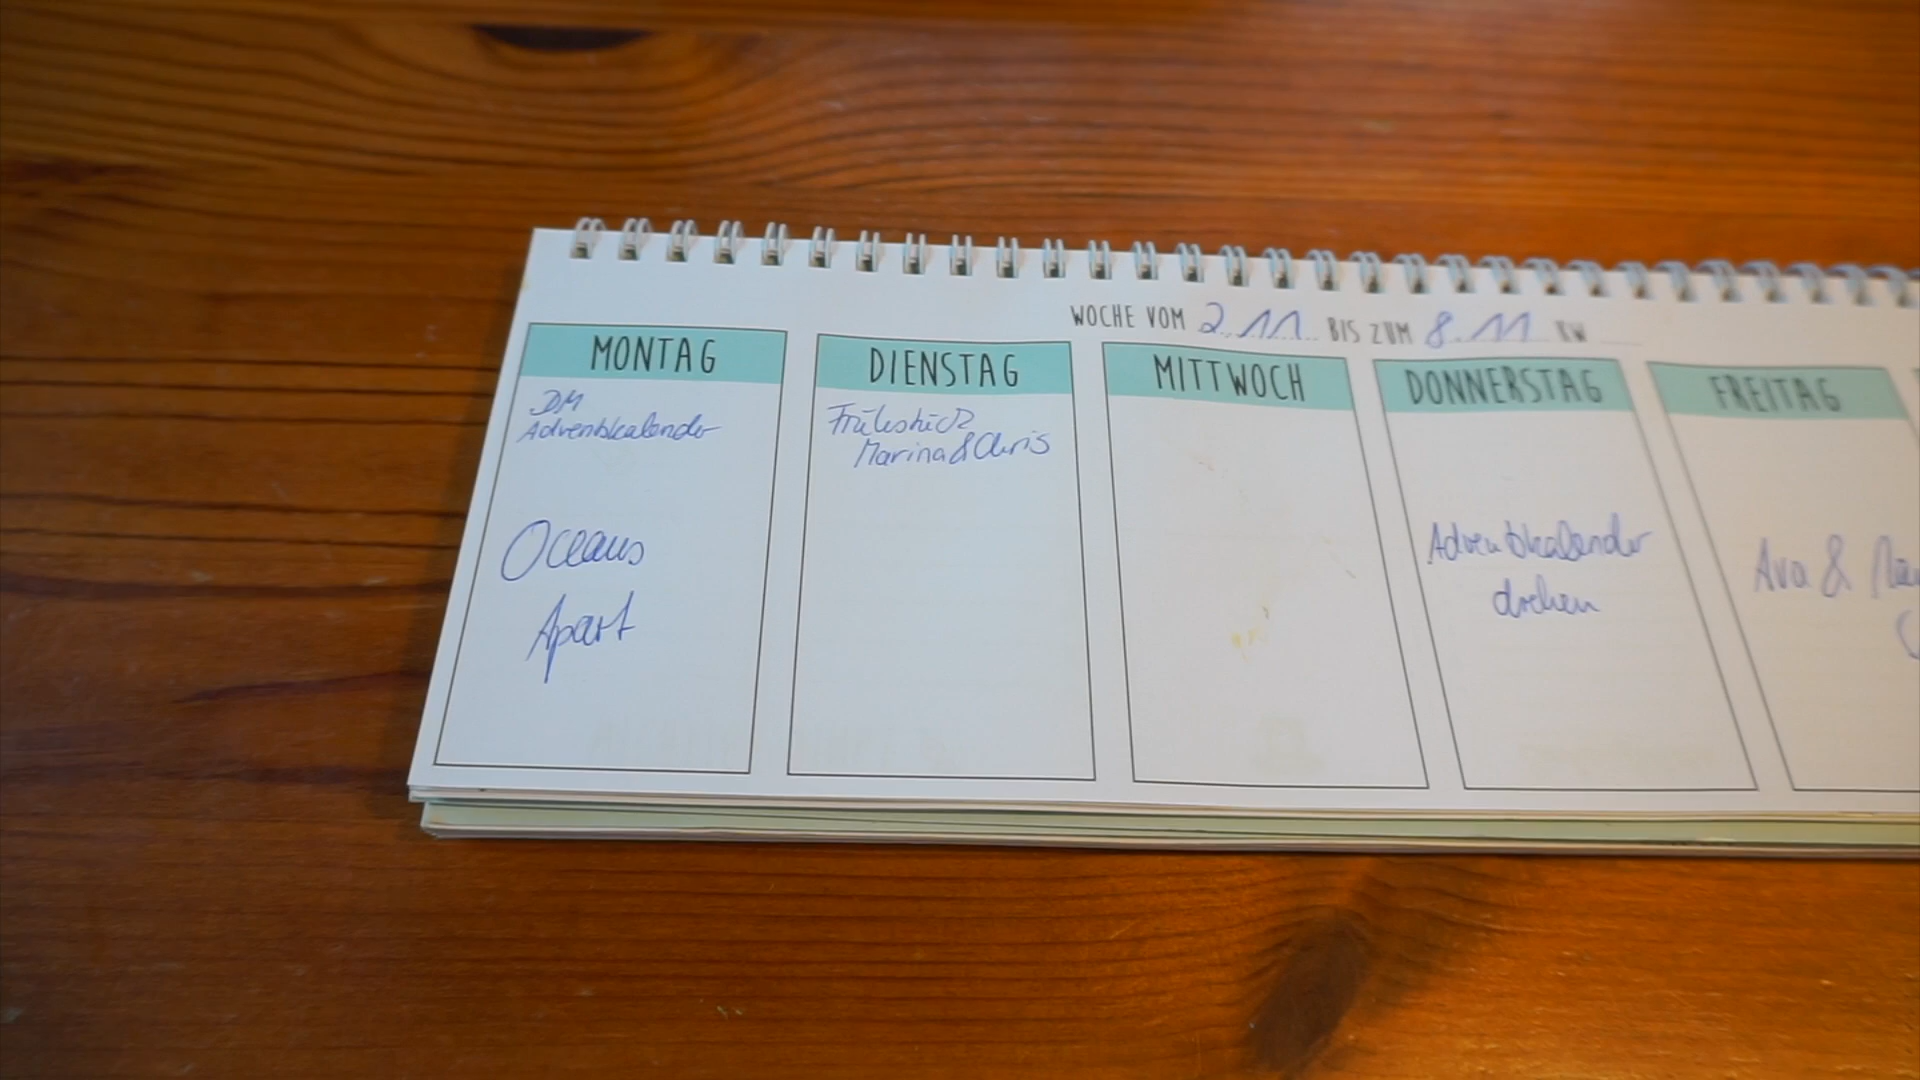 WOCHE VOM 2.11. BIS ZUM 8.11 KW
MONTAG
DM
Adventskalender
Oceans
Apart
DIENSTAG
Frühstück
Marina & Chris
MITTWOCH
DONNERSTAG
Adventskalender
drehen
FREITAG
Ava &